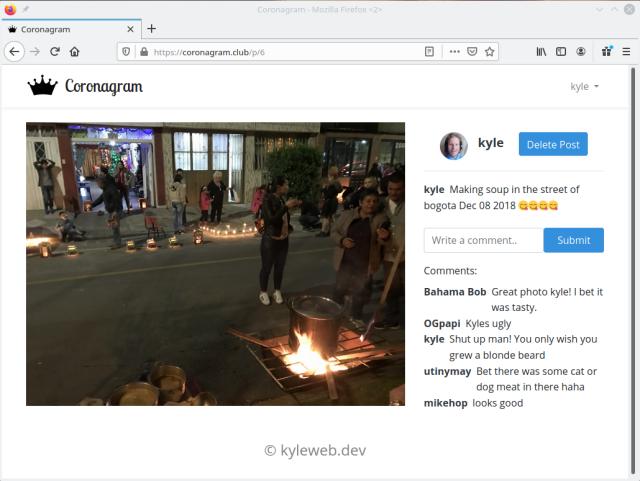 Coronagram - Mozilla Firefox <2>
Coronagram
https://coronagram.club/p/6
Coronagram
kyle
kyle
Delete Post
kyle Making soup in the street of
bogota Dec 08 2018 😋😋😋😋
Write a comment..
Submit
Comments:
Bahama Bob Great photo kyle! I bet it
was tasty.
OGpapi Kyles ugly
kyle Shut up man! You only wish you
grew a blonde beard
utinymay Bet there was some cat or
dog meat in there haha
mikehop looks good
© kyleweb.dev